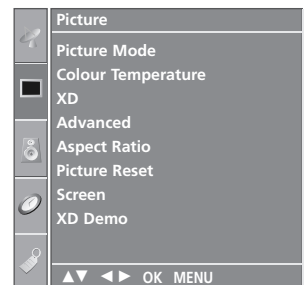 Picture
Picture Mode
Colour Temperature
XD
Advanced
Aspect Ratio
Picture Reset
Screen
XD Demo
▲▼ ◄► OK MENU